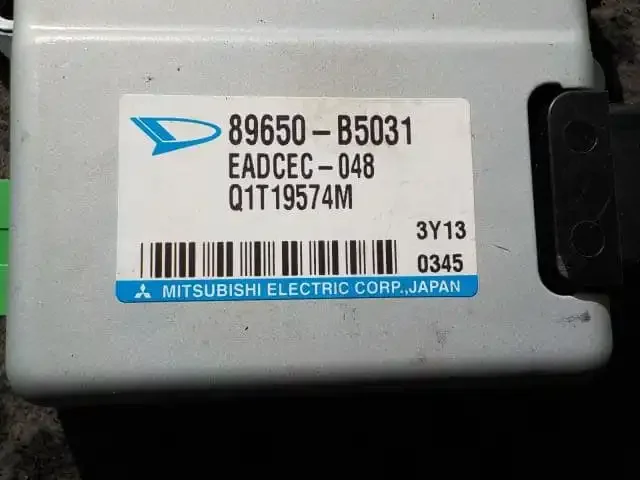 89650-B5031
EADCEC-048
Q1T19574M
3Y13
0345
MITSUBISHI ELECTRIC CORP.,JAPAN